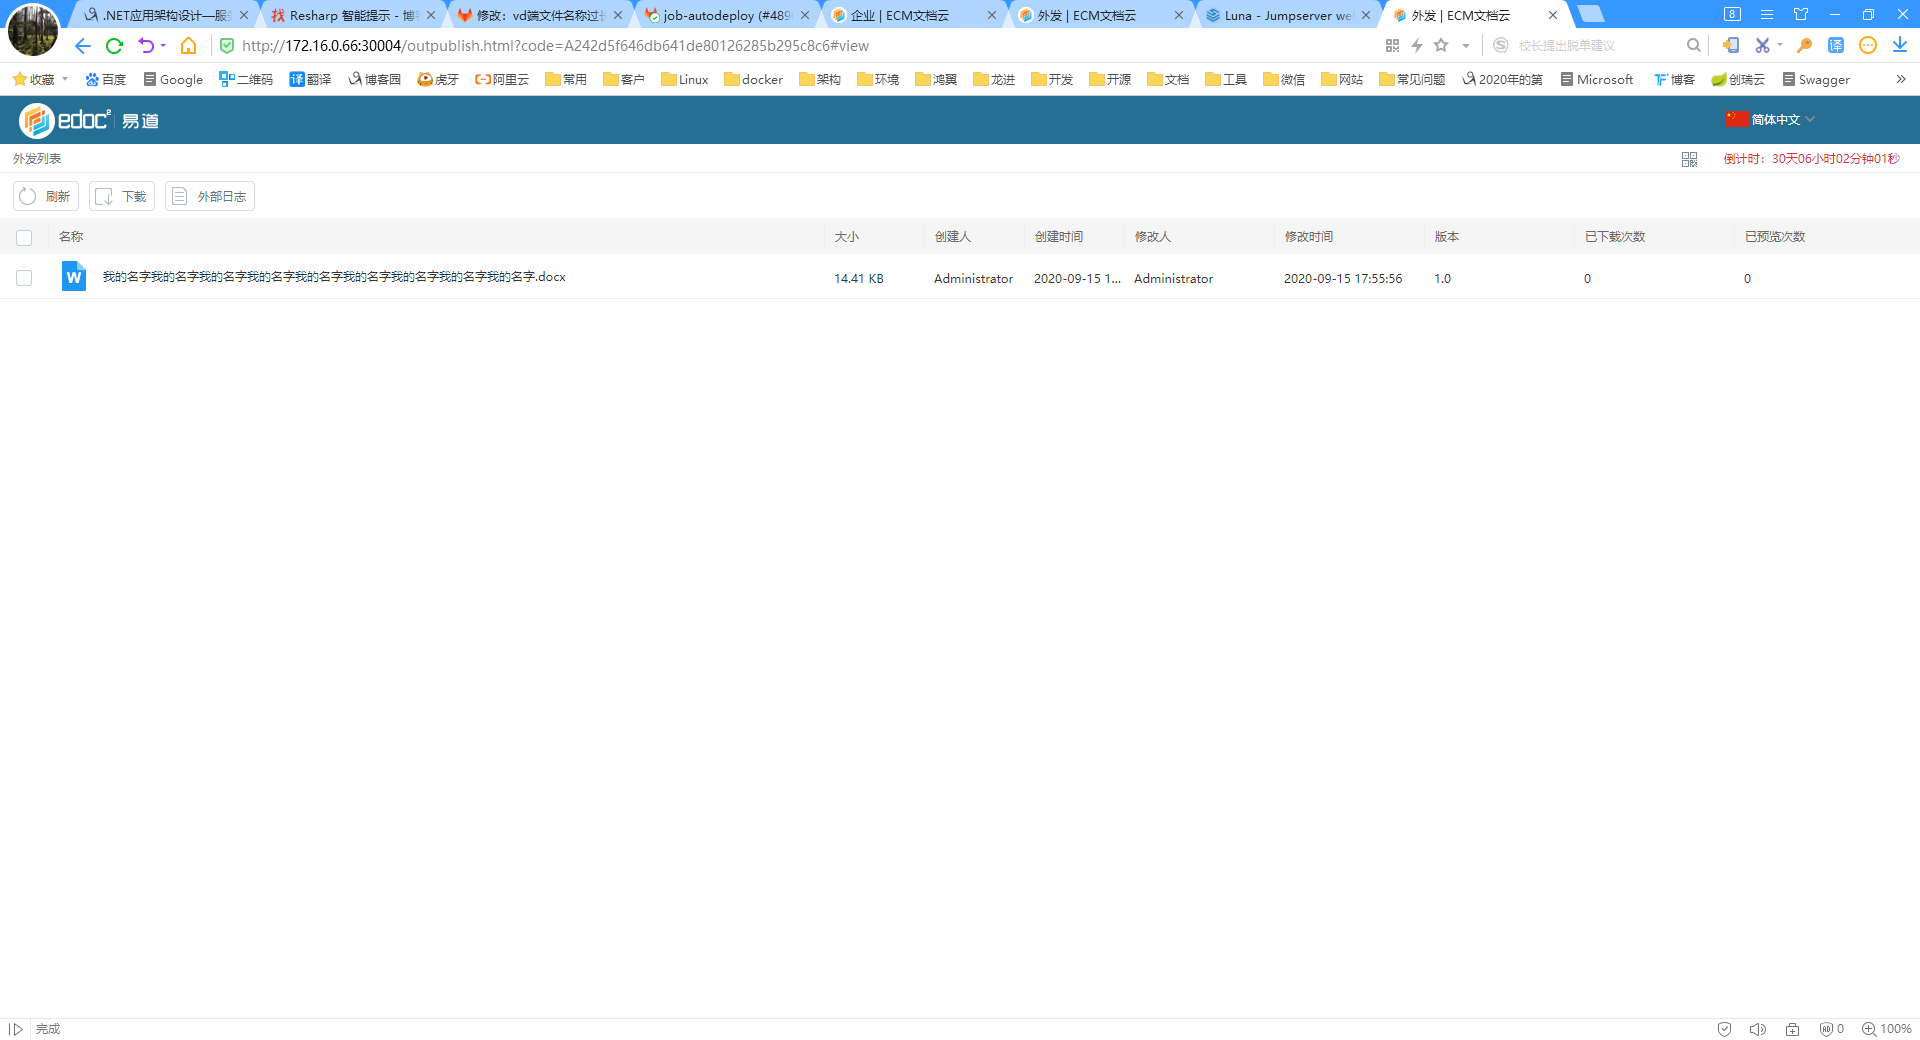 .NET应用架构设计—服务 Resharp 智能提示 - 博客 修改：vd端文件名称过长 job-autodeploy (#489 企业 | ECM文档云 外发 | ECM文档云 Luna - Jumpserver we 外发 | ECM文档云 8
http://172.16.0.66:30004/outpublish.html?code=A242d5f646db641de80126285b295c8c6#view 校长提出脱单建议 译
收藏 百度 Google 二维码 译 翻译 博客园 虎牙 阿里云 常用 客户 Linux docker 架构 环境 鸿翼 龙进 开发 开源 文档 工具 微信 网站 常见问题 2020年的第 Microsoft 博客 创瑞云 Swagger »
edoc2 易道 简体中文
外发列表 倒计时：30天06小时02分钟01秒
刷新 下载 外部日志
名称 大小 创建人 创建时间 修改人 修改时间 版本 已下载次数 已预览次数
W 我的名字我的名字我的名字我的名字我的名字我的名字我的名字我的名字我的名字.docx 14.41 KB Administrator 2020-09-15 1... Administrator 2020-09-15 17:55:56 1.0 0 0
完成 0 100%